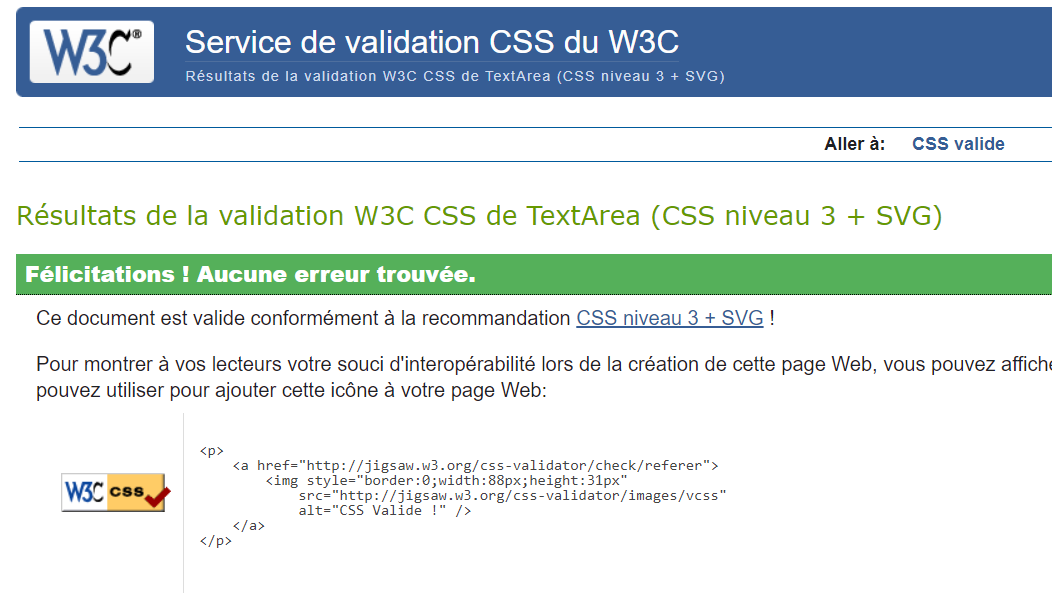 W3C®
Service de validation CSS du W3C
Résultats de la validation W3C CSS de TextArea (CSS niveau 3 + SVG)
Aller à: CSS valide
Résultats de la validation W3C CSS de TextArea (CSS niveau 3 + SVG)
Félicitations ! Aucune erreur trouvée.
Ce document est valide conformément à la recommandation CSS niveau 3 + SVG !
Pour montrer à vos lecteurs votre souci d'interopérabilité lors de la création de cette page Web, vous pouvez affiche
pouvez utiliser pour ajouter cette icône à votre page Web:
W3C css
<p>
    <a href="http://jigsaw.w3.org/css-validator/check/referer">
        <img style="border:0;width:88px;height:31px"
            src="http://jigsaw.w3.org/css-validator/images/vcss"
            alt="CSS Valide !" />
    </a>
</p>